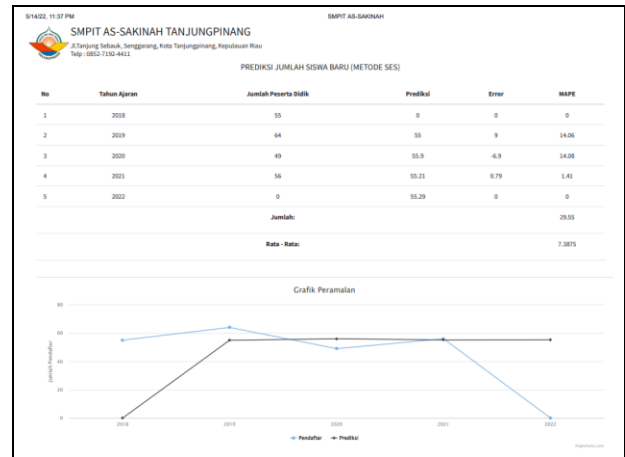 5/14/22, 11:37 PM SMPIT AS-SAKINAH
SMPIT AS-SAKINAH TANJUNGPINANG
Jl.Tanjung Sebauk, Senggarang, Kota Tanjungpinang, Kepulauan Riau
Telp : 0852-7192-4411
PREDIKSI JUMLAH SISWA BARU (METODE SES)
No Tahun Ajaran Jumlah Peserta Didik Prediksi Error MAPE
1 2018 55 0 0 0
2 2019 64 55 9 14.06
3 2020 49 55.9 -6.9 14.08
4 2021 56 55.21 0.79 1.41
5 2022 0 55.29 0 0
Jumlah: 29.55
Rata - Rata: 7.3875
Grafik Peramalan
Jumlah Pendaftar
80
60
40
20
0
2018 2019 2020 2021 2022
Pendaftar Prediksi
Highcharts.com